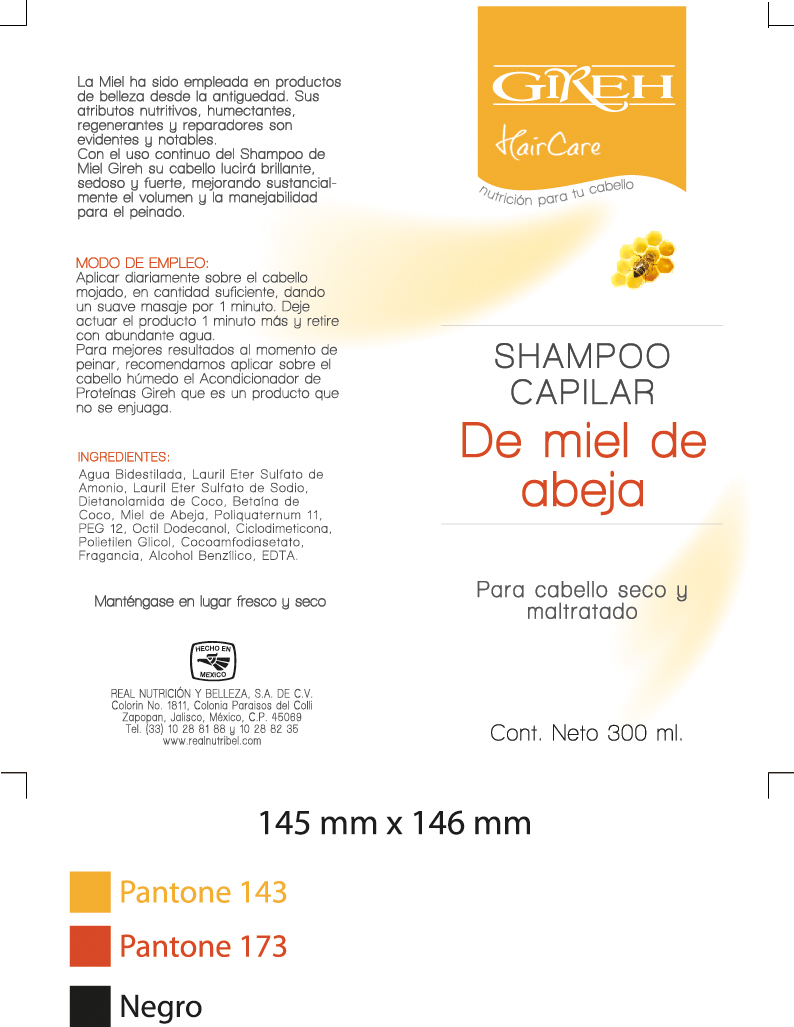 La Miel ha sido empleada en productos
de belleza desde la antiguedad. Sus
atributos nutritivos, humectantes,
regenerantes y reparadores son
evidentes y notables.
Con el uso continuo del Shampoo de
Miel Gireh su cabello lucirá brillante,
sedoso y fuerte, mejorando sustancial-
mente el volumen y la manejabilidad
para el peinado.
MODO DE EMPLEO:
Aplicar diariamente sobre el cabello
mojado, en cantidad suficiente, dando
un suave masaje por 1 minuto. Deje
actuar el producto 1 minuto más y retire
con abundante agua.
Para mejores resultados al momento de
peinar, recomendamos aplicar sobre el
cabello húmedo el Acondicionador de
Proteínas Gireh que es un producto que
no se enjuaga.
INGREDIENTES:
Agua Bidestilada, Lauril Eter Sulfato de
Amonio, Lauril Eter Sulfato de Sodio,
Dietanolamida de Coco, Betaína de
Coco, Miel de Abeja, Poliquaternum 11,
PEG 12, Octil Dodecanol, Ciclodimeticona,
Polietilen Glicol, Cocoamfodiasetato,
Fragancia, Alcohol Benzílico, EDTA.
Manténgase en lugar fresco y seco
HECHO EN
MEXICO
REAL NUTRICIÓN Y BELLEZA, S.A. DE C.V.
Colorin No. 1811, Colonia Paraisos del Colli
Zapopan, Jalisco, México, C.P. 45069
Tel. (33) 10 28 81 88 y 10 28 82 35
www.realnutribel.com
GIREH
HairCare
nutrición para tu cabello
SHAMPOO
CAPILAR
De miel de
abeja
Para cabello seco y
maltratado
Cont. Neto 300 ml.
145 mm x 146 mm
Pantone 143
Pantone 173
Negro